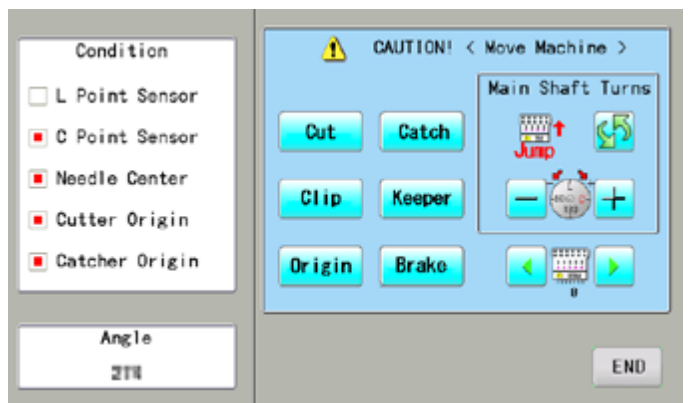 Condition
L Point Sensor
C Point Sensor
Needle Center
Cutter Origin
Catcher Origin
Angle
CAUTION! < Move Machine >
Main Shaft Turns
Cut
Catch
Jump
Clip
Keeper
L
Origin
Brake
END